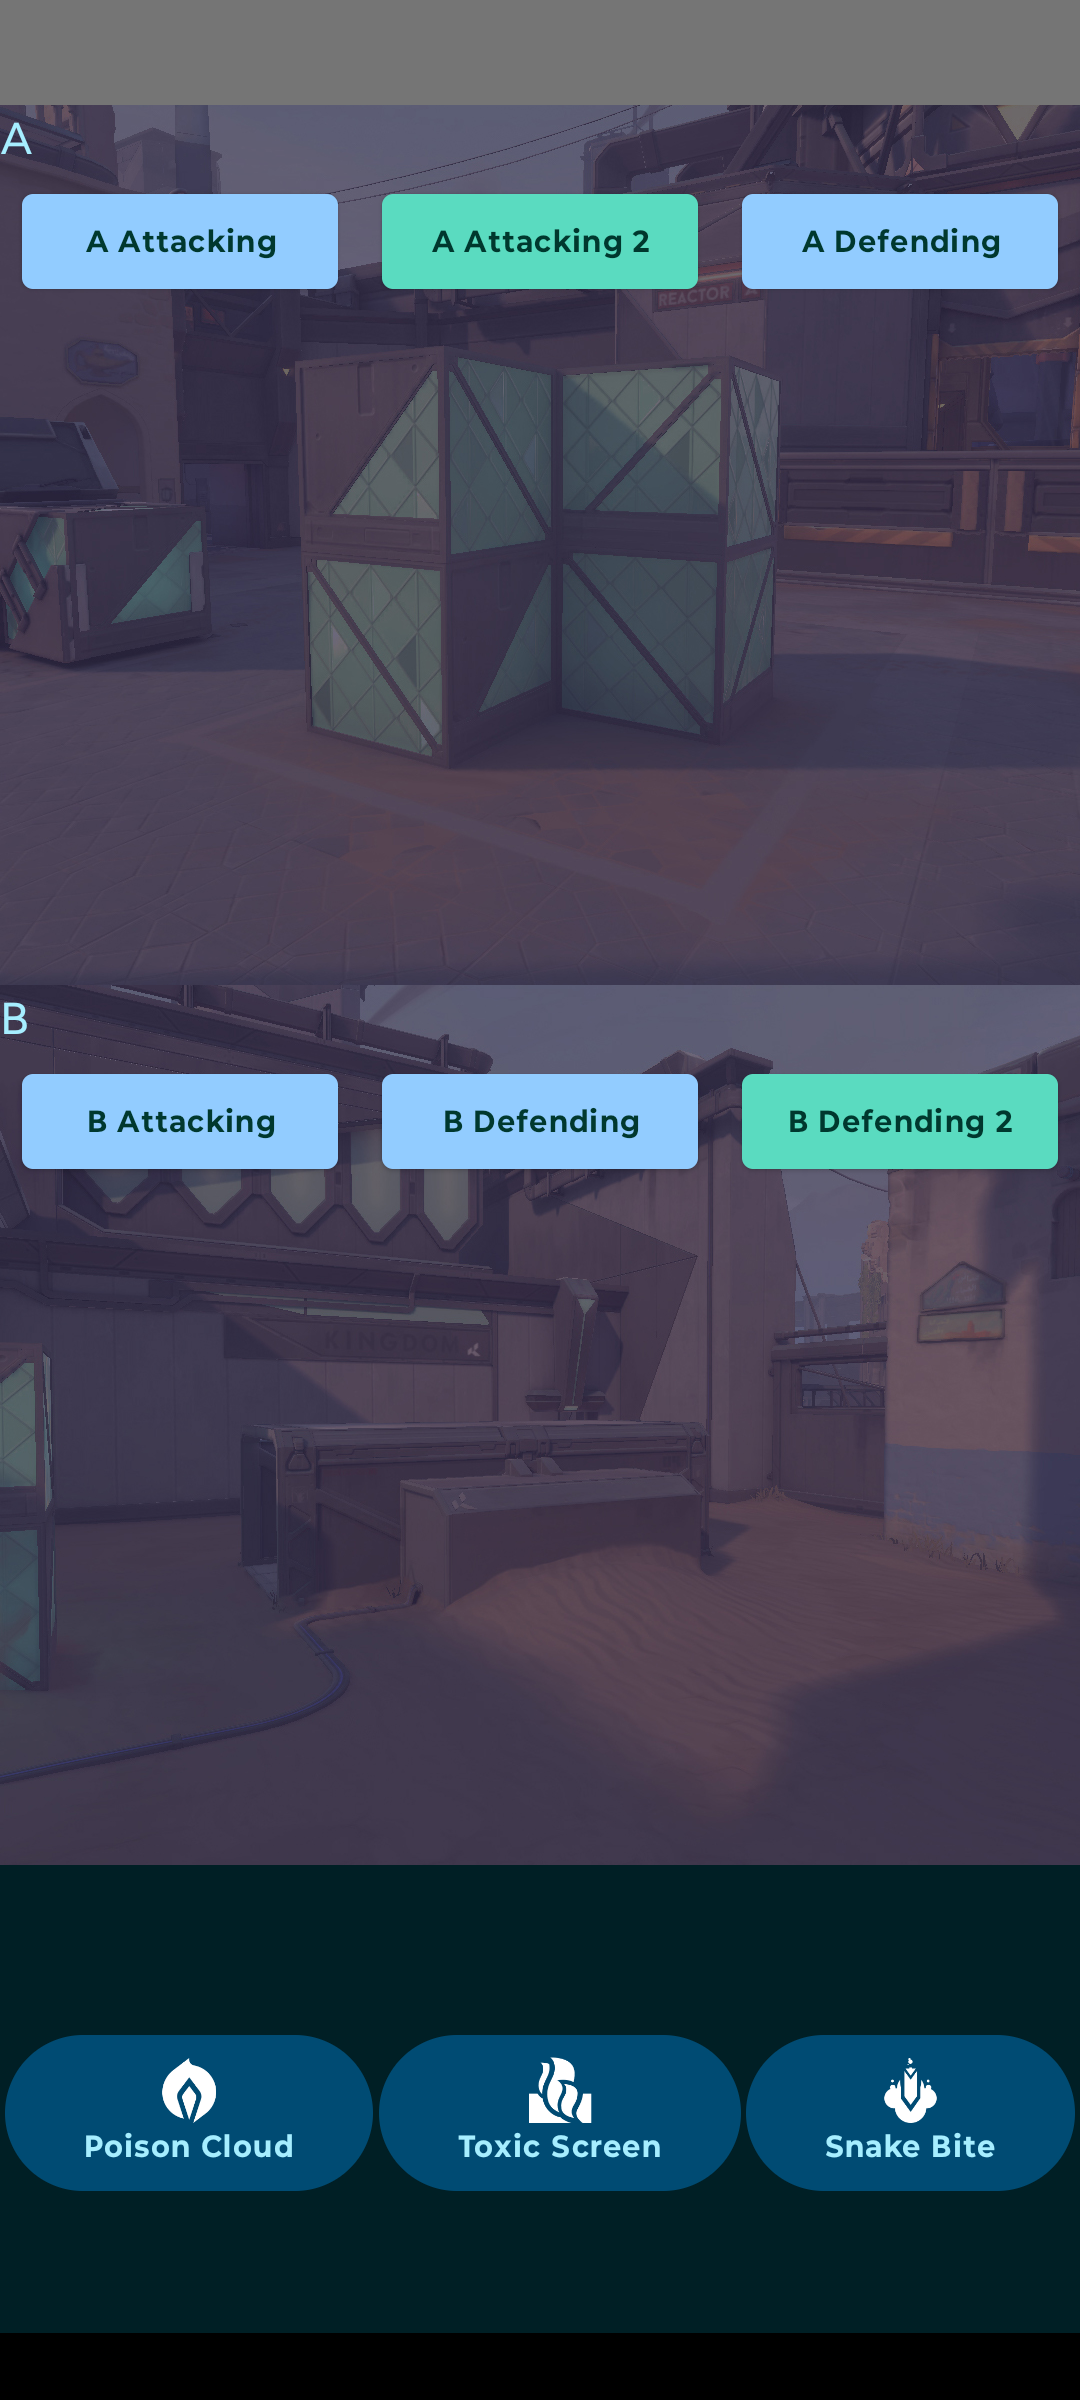 A
A Attacking
A Attacking 2
A Defending
REACTOR
B
B Attacking
B Defending
B Defending 2
KINGDOM
Poison Cloud
Toxic Screen
Snake Bite